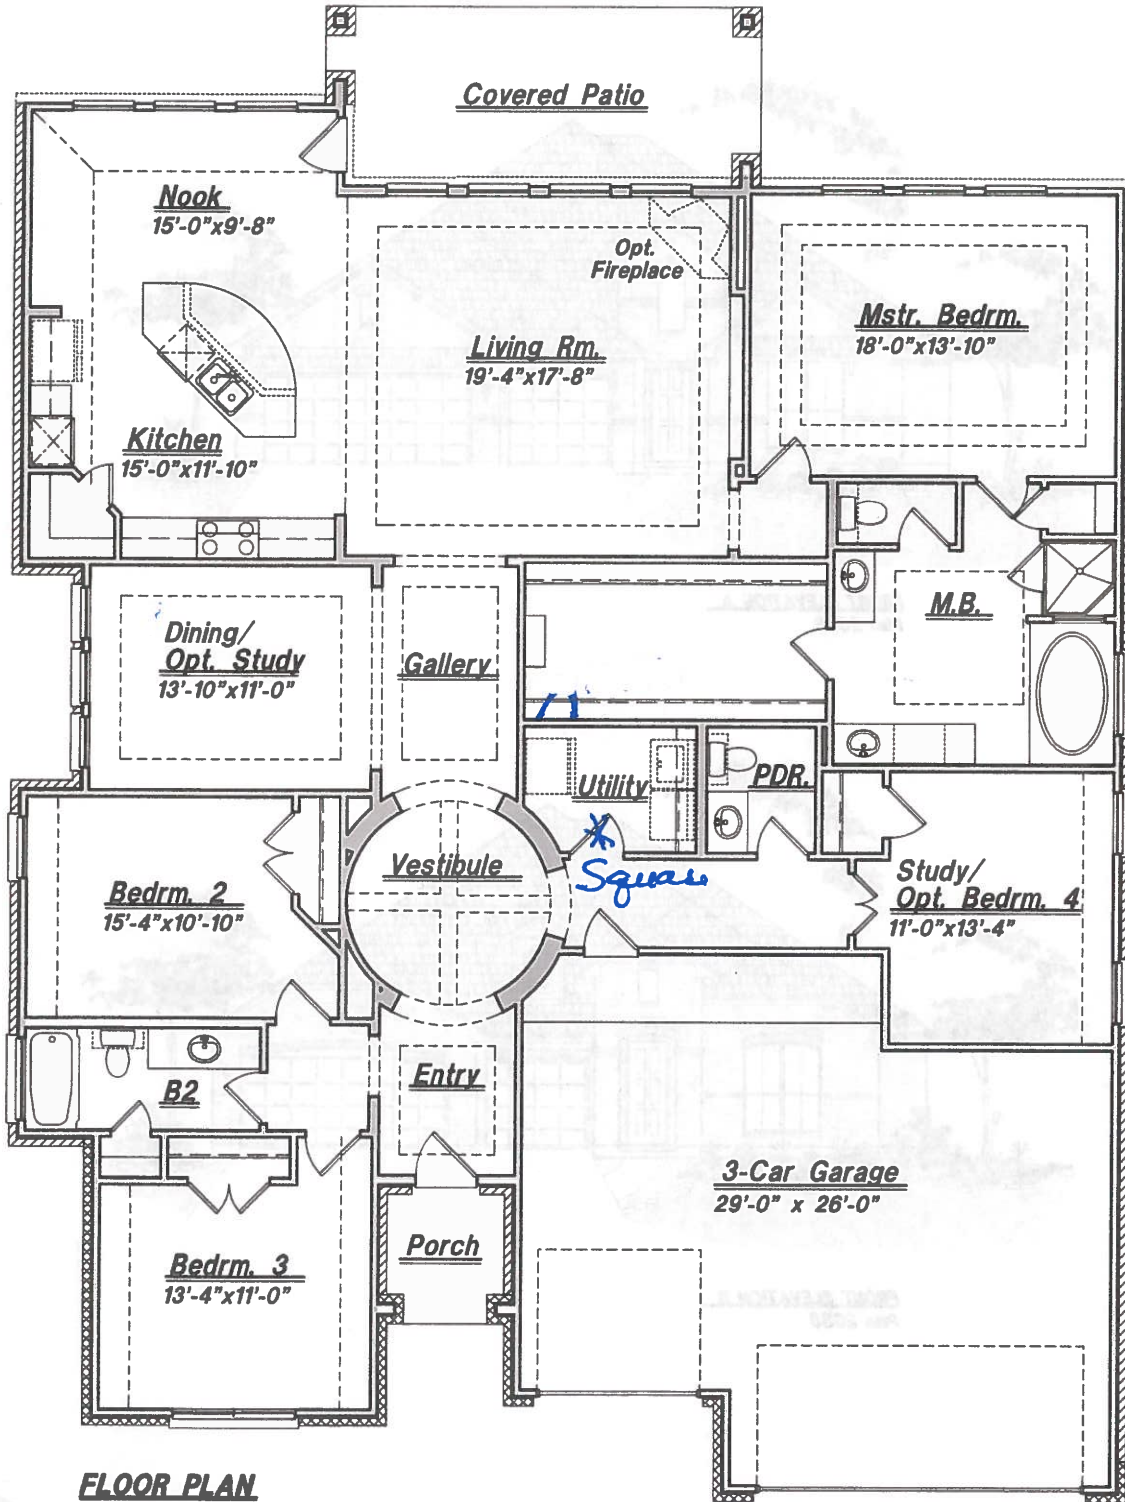 Covered Patio
Nook
15'-0"x9'-8"
Opt.
Fireplace
Mstr. Bedrm.
18'-0"x13'-10"
Living Rm.
19'-4"x17'-8"
Kitchen
15'-0"x11'-10"
M.B.
Dining/
Opt. Study
13'-10"x11'-0"
Gallery
Utility
PDR.
Square
Vestibule
Study/
Opt. Bedrm. 4
11'-0"x13'-4"
Bedrm. 2
15'-4"x10'-10"
Entry
B2
3-Car Garage
29'-0" x 26'-0"
Porch
Bedrm. 3
13'-4"x11'-0"
FLOOR PLAN